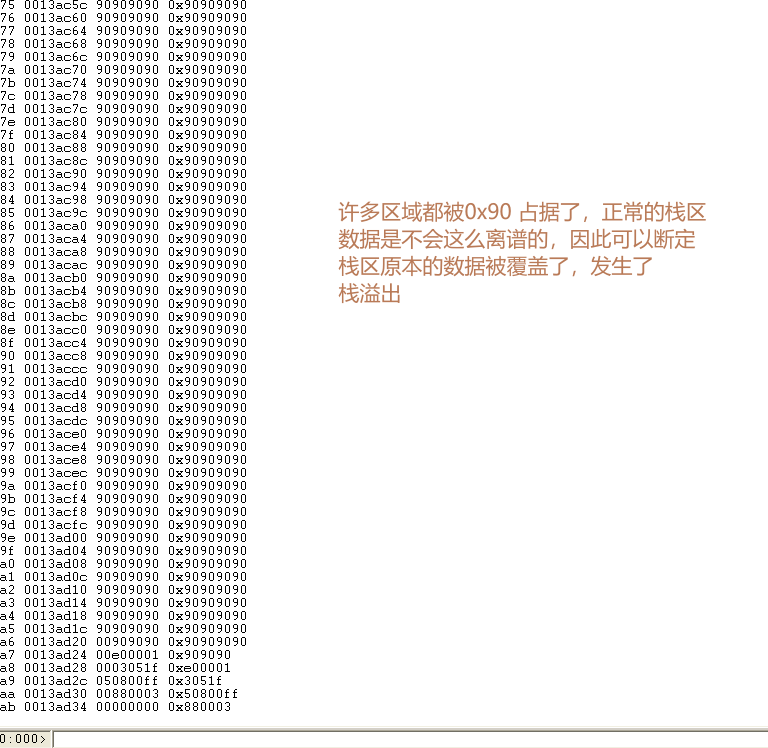 75 0013ac5c 90909090 0x90909090
76 0013ac60 90909090 0x90909090
77 0013ac64 90909090 0x90909090
78 0013ac68 90909090 0x90909090
79 0013ac6c 90909090 0x90909090
7a 0013ac70 90909090 0x90909090
7b 0013ac74 90909090 0x90909090
7c 0013ac78 90909090 0x90909090
7d 0013ac7c 90909090 0x90909090
7e 0013ac80 90909090 0x90909090
7f 0013ac84 90909090 0x90909090
80 0013ac88 90909090 0x90909090
81 0013ac8c 90909090 0x90909090
82 0013ac90 90909090 0x90909090
83 0013ac94 90909090 0x90909090
84 0013ac98 90909090 0x90909090
85 0013ac9c 90909090 0x90909090
86 0013aca0 90909090 0x90909090
87 0013aca4 90909090 0x90909090
88 0013aca8 90909090 0x90909090
89 0013acac 90909090 0x90909090
8a 0013acb0 90909090 0x90909090
8b 0013acb4 90909090 0x90909090
8c 0013acb8 90909090 0x90909090
8d 0013acbc 90909090 0x90909090
8e 0013acc0 90909090 0x90909090
8f 0013acc4 90909090 0x90909090
90 0013acc8 90909090 0x90909090
91 0013accc 90909090 0x90909090
92 0013acd0 90909090 0x90909090
93 0013acd4 90909090 0x90909090
94 0013acd8 90909090 0x90909090
95 0013acdc 90909090 0x90909090
96 0013ace0 90909090 0x90909090
97 0013ace4 90909090 0x90909090
98 0013ace8 90909090 0x90909090
99 0013acec 90909090 0x90909090
9a 0013acf0 90909090 0x90909090
9b 0013acf4 90909090 0x90909090
9c 0013acf8 90909090 0x90909090
9d 0013acfc 90909090 0x90909090
9e 0013ad00 90909090 0x90909090
9f 0013ad04 90909090 0x90909090
a0 0013ad08 90909090 0x90909090
a1 0013ad0c 90909090 0x90909090
a2 0013ad10 90909090 0x90909090
a3 0013ad14 90909090 0x90909090
a4 0013ad18 90909090 0x90909090
a5 0013ad1c 90909090 0x90909090
a6 0013ad20 00909090 0x90909090
a7 0013ad24 00e00001 0x909090
a8 0013ad28 0003051f 0xe00001
a9 0013ad2c 050800ff 0x3051f
aa 0013ad30 00880003 0x50800ff
ab 0013ad34 00000000 0x880003
0:000>
许多区域都被0x90 占据了，正常的栈区
数据是不会这么离谱的，因此可以断定
栈区原本的数据被覆盖了，发生了
栈溢出